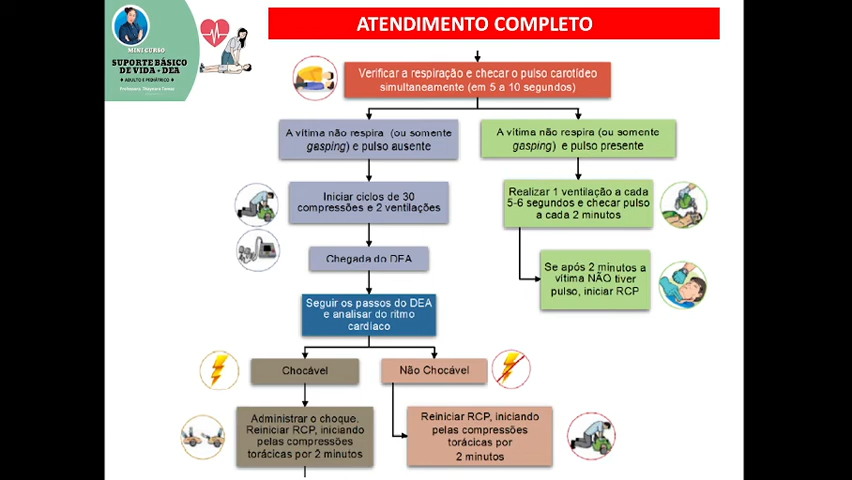 MINI CURSO
SUPORTE BÁSICO
DE VIDA - DEA
ADULTO E PEDIÁTRICO
ATENDIMENTO COMPLETO
Verificar a respiração e checar o pulso carotídeo
simultaneamente (em 5 a 10 segundos)
A vítima não respira (ou somente
gasping) e pulso ausente
A vítima não respira (ou somente
gasping) e pulso presente
Iniciar ciclos de 30
compressões e 2 ventilações
Realizar 1 ventilação a cada
5-6 segundos e checar pulso
a cada 2 minutos
Chegada do DEA
Se após 2 minutos a
vítima NÃO tiver
pulso, iniciar RCP
Seguir os passos do DEA
e analisar do ritmo
cardíaco
Chocável
Não Chocável
Administrar o choque.
Reiniciar RCP, iniciando
pelas compressões
torácicas por 2 minutos
Reiniciar RCP, iniciando
pelas compressões
torácicas por
2 minutos